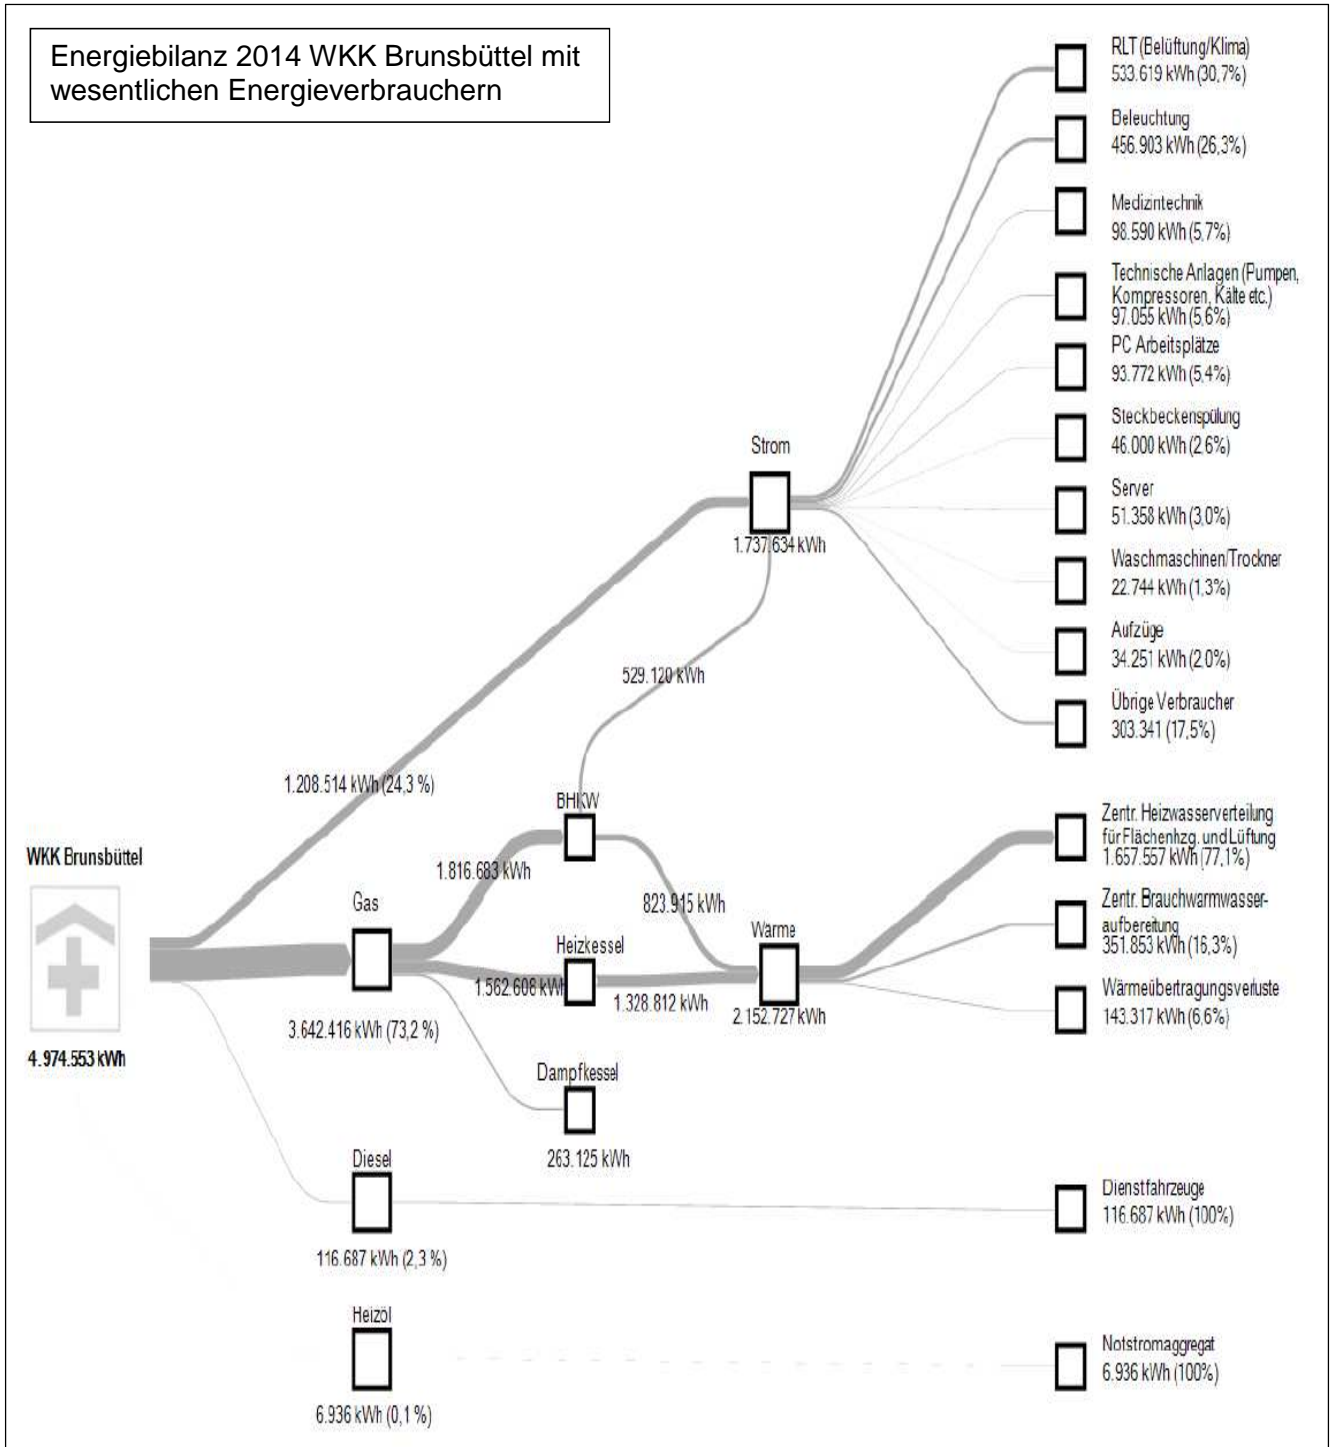 Energiebilanz 2014 WKK Brunsbüttel mit
wesentlichen Energieverbrauchern
RLT (Belüftung/Klima)
533.619 kWh (30,7%)
Beleuchtung
456.903 kWh (26,3%)
Medizintechnik
98.590 kWh (5,7%)
Technische Anlagen (Pumpen,
Kompressoren, Kälte etc.)
97.055 kWh (5,6%)
PC Arbeitsplätze
93.772 kWh (5,4%)
Steckbeckenspülung
46.000 kWh (2,6%)
Server
51.358 kWh (3,0%)
Waschmaschinen/Trockner
22.744 kWh (1,3%)
Aufzüge
34.251 kWh (2,0%)
Übrige Verbraucher
303.341 (17,5%)
Strom
1.737.634 kWh
529.120 kWh
1.208.514 kWh (24,3 %)
BHKW
1.816.683 kWh
823.915 kWh
WKK Brunsbüttel
4.974.553 kWh
Gas
3.642.416 kWh (73,2 %)
Heizkessel
1.562.608 kWh
1.328.812 kWh
Wärme
2.152.727 kWh
Dampfkessel
263.125 kWh
Zentr. Heizwasserverteilung
für Flächenhzg. und Lüftung
1.657.557 kWh (77,1%)
Zentr. Brauchwarmwasser-
aufbereitung
351.853 kWh (16,3%)
Wärmeübertragungsverluste
143.317 kWh (6,6%)
Diesel
116.687 kWh (2,3 %)
Dienstfahrzeuge
116.687 kWh (100%)
Heizöl
6.936 kWh (0,1 %)
Notstromaggregat
6.936 kWh (100%)